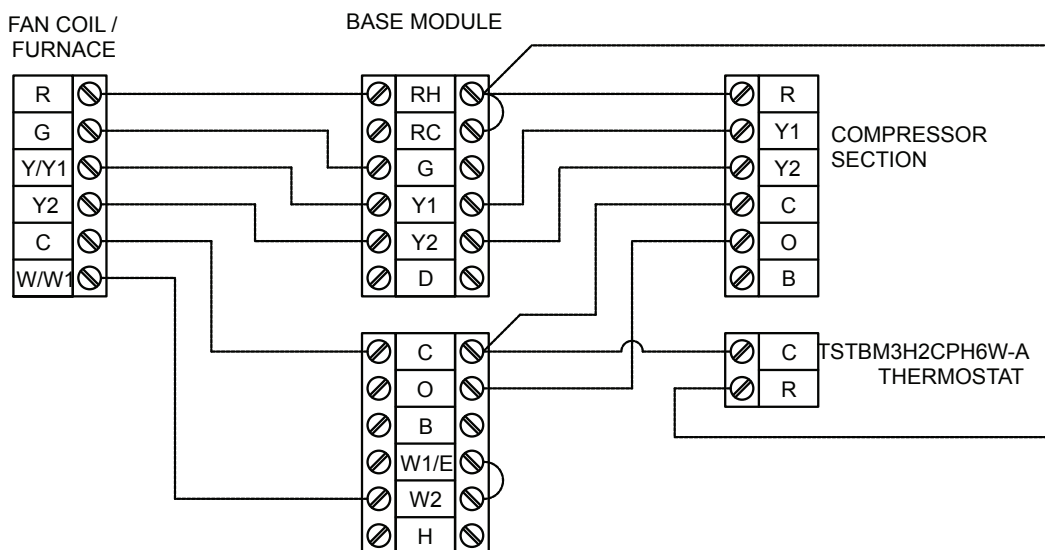 FAN COIL /
FURNACE
BASE MODULE
R
G
Y/Y1
Y2
C
W/W1
RH
RC
G
Y1
Y2
D
C
O
B
W1/E
W2
H
R
Y1
Y2
C
O
B
COMPRESSOR
SECTION
C
R
TSTBM3H2CPH6W-A
THERMOSTAT